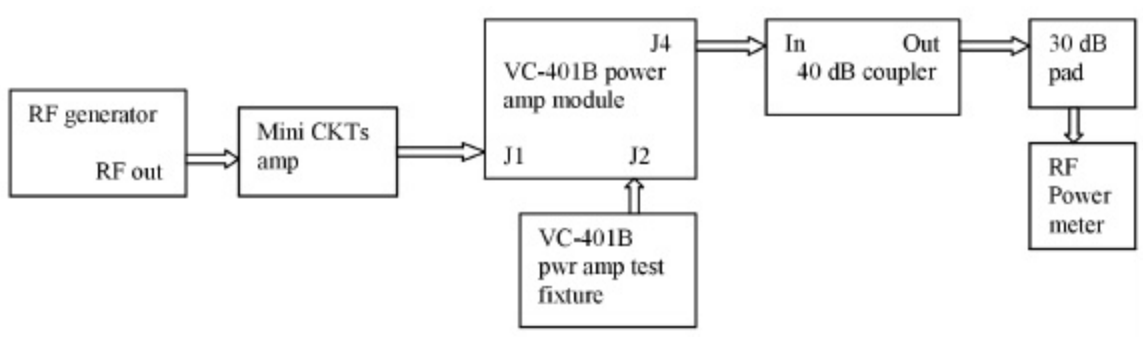 RF generator
RF out
Mini CKTs
amp
J4
VC-401B power
amp module
J1 J2
VC-401B
pwr amp test
fixture
In Out
40 dB coupler
30 dB
pad
RF
Power
meter